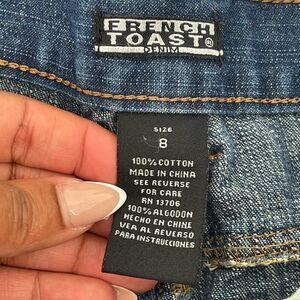 FRENCH
TOAST®
DENIM
SIZE
8
100% COTTON
MADE IN CHINA
SEE REVERSE
FOR CARE
RN 13706
100% ALGODON
HECHO EN CHINE
VEA AL REVERSO
PARA INSTRUCCIONES